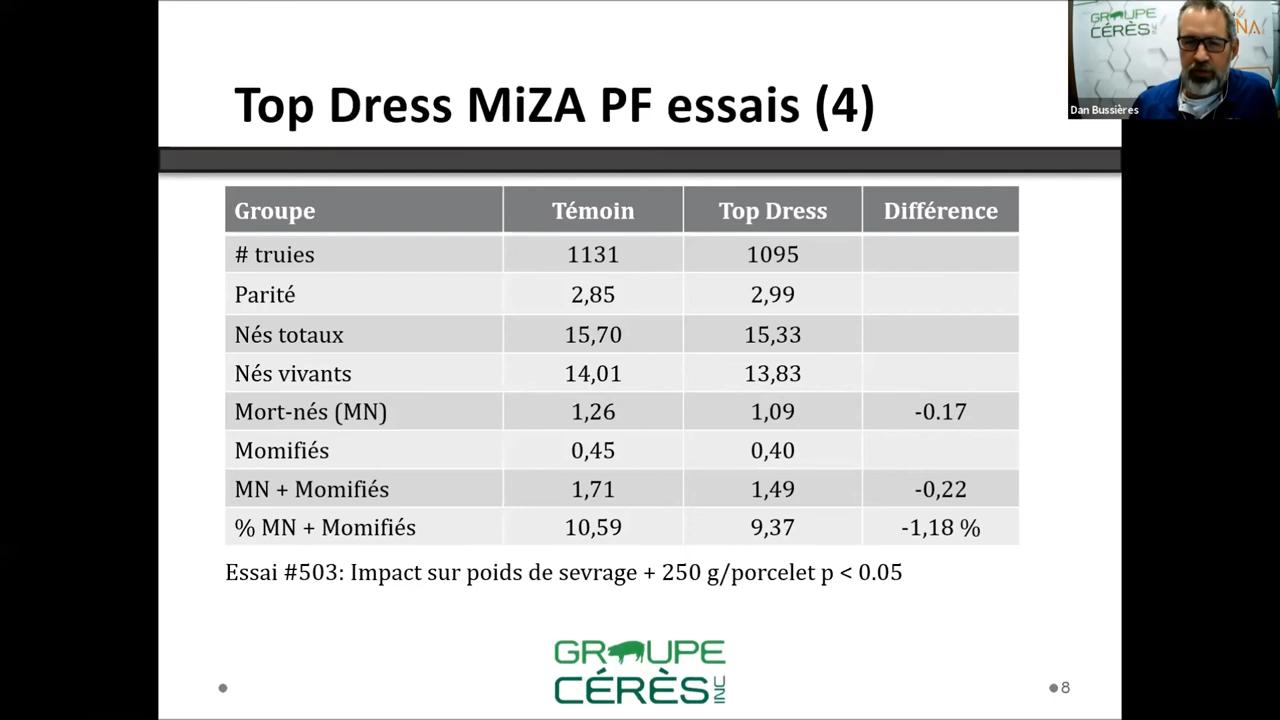 GROUPE
CÉRÈS INC
NA
Dan Bussières
Top Dress MiZA PF essais (4)
Groupe Témoin Top Dress Différence
# truies 1131 1095
Parité 2,85 2,99
Nés totaux 15,70 15,33
Nés vivants 14,01 13,83
Mort-nés (MN) 1,26 1,09 -0.17
Momifiés 0,45 0,40
MN + Momifiés 1,71 1,49 -0,22
% MN + Momifiés 10,59 9,37 -1,18 %
Essai #503: Impact sur poids de sevrage + 250 g/porcelet p < 0.05
GROUPE
CÉRÈS INC
8